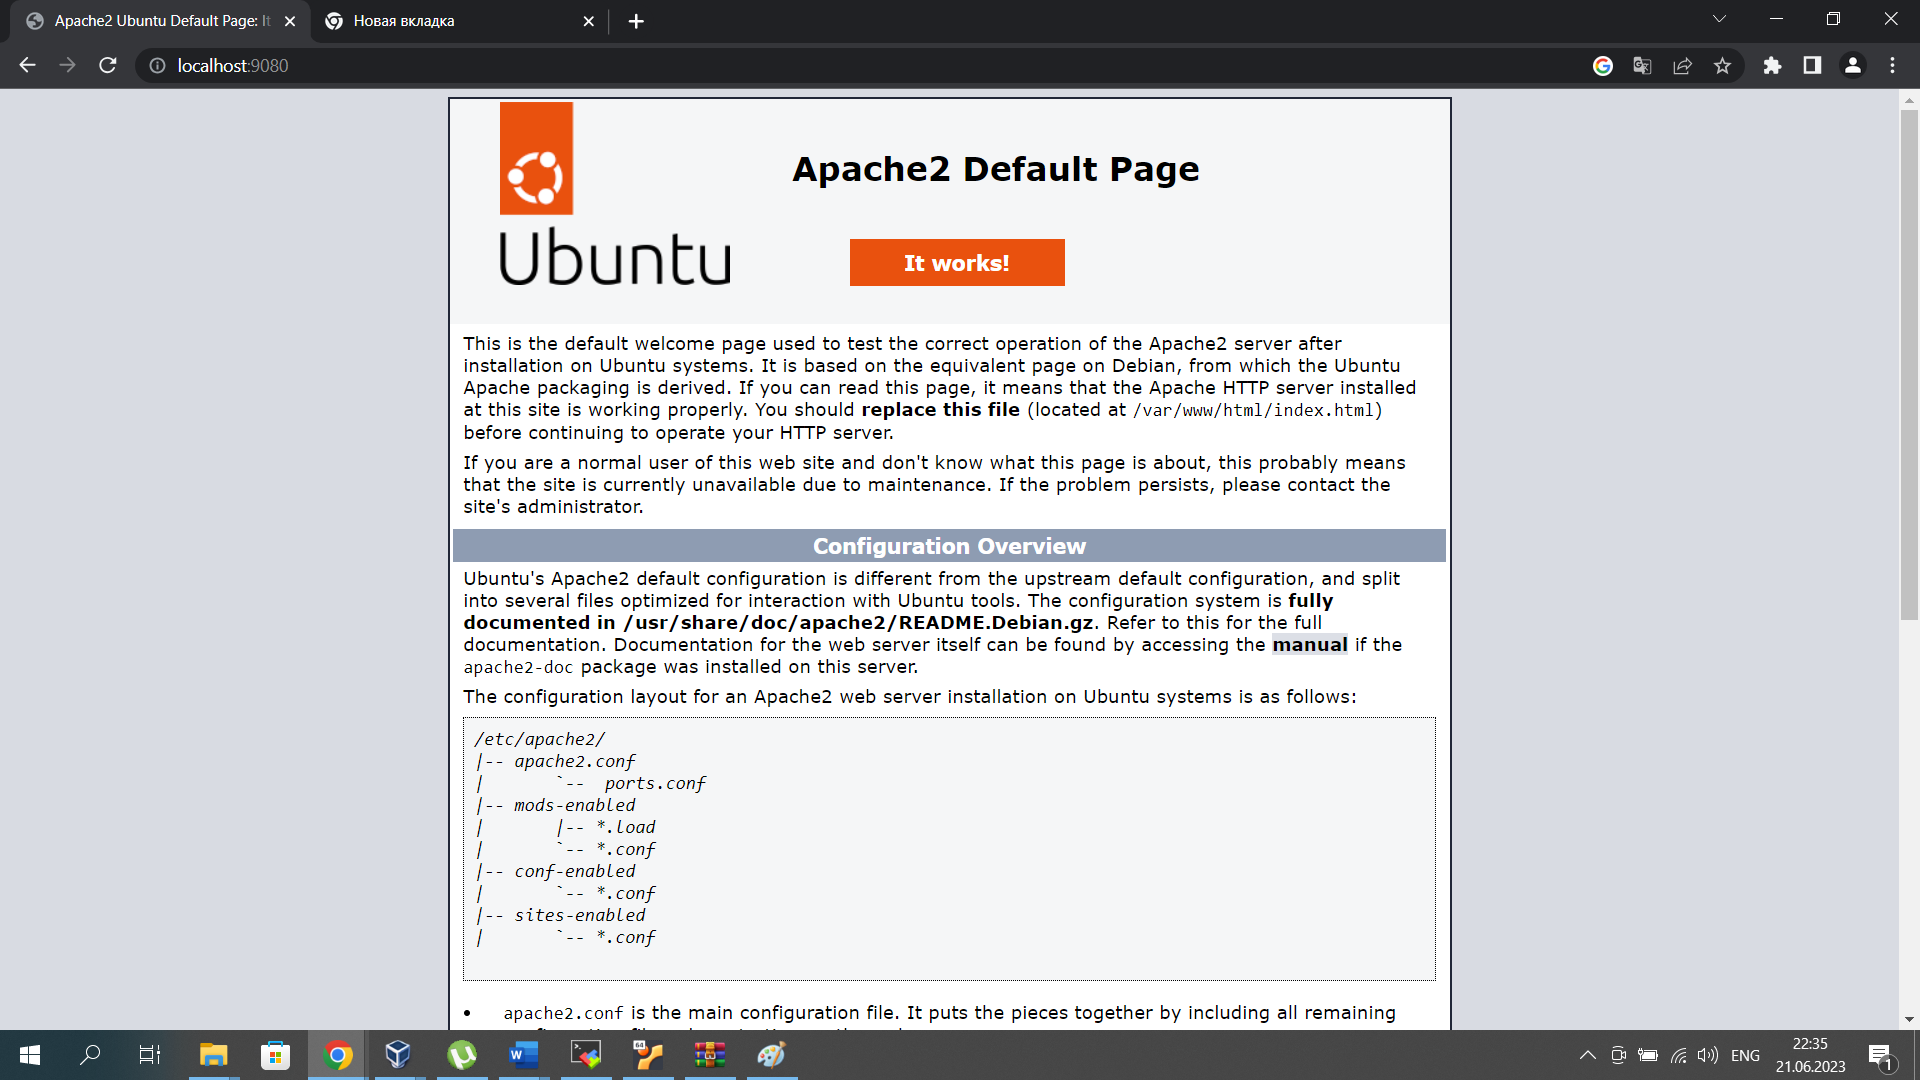 Apache2 Ubuntu Default Page: It
Новая вкладка
localhost:9080
Ubuntu
Apache2 Default Page
It works!
This is the default welcome page used to test the correct operation of the Apache2 server after
installation on Ubuntu systems. It is based on the equivalent page on Debian, from which the Ubuntu
Apache packaging is derived. If you can read this page, it means that the Apache HTTP server installed
at this site is working properly. You should replace this file (located at /var/www/html/index.html)
before continuing to operate your HTTP server.
If you are a normal user of this web site and don't know what this page is about, this probably means
that the site is currently unavailable due to maintenance. If the problem persists, please contact the
site's administrator.
Configuration Overview
Ubuntu's Apache2 default configuration is different from the upstream default configuration, and split
into several files optimized for interaction with Ubuntu tools. The configuration system is fully
documented in /usr/share/doc/apache2/README.Debian.gz. Refer to this for the full
documentation. Documentation for the web server itself can be found by accessing the manual if the
apache2-doc package was installed on this server.
The configuration layout for an Apache2 web server installation on Ubuntu systems is as follows:
/etc/apache2/
|-- apache2.conf
|       `--  ports.conf
|-- mods-enabled
|       |-- *.load
|       `-- *.conf
|-- conf-enabled
|       `-- *.conf
|-- sites-enabled
|       `-- *.conf
• apache2.conf is the main configuration file. It puts the pieces together by including all remaining
ENG
22:35
21.06.2023
1
64